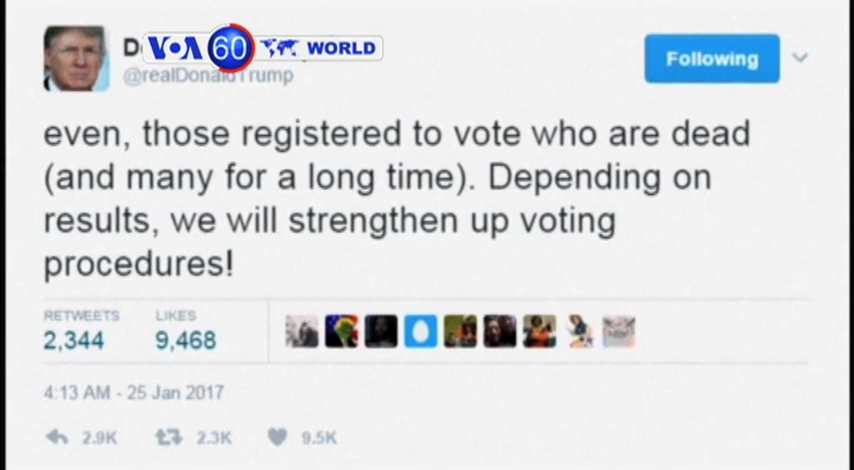 D
VOA 60 WORLD
@realDonaldTrump
Following
even, those registered to vote who are dead
(and many for a long time). Depending on
results, we will strengthen up voting
procedures!
RETWEETS LIKES
2,344 9,468
4:13 AM - 25 Jan 2017
2.9K 2.3K 9.5K